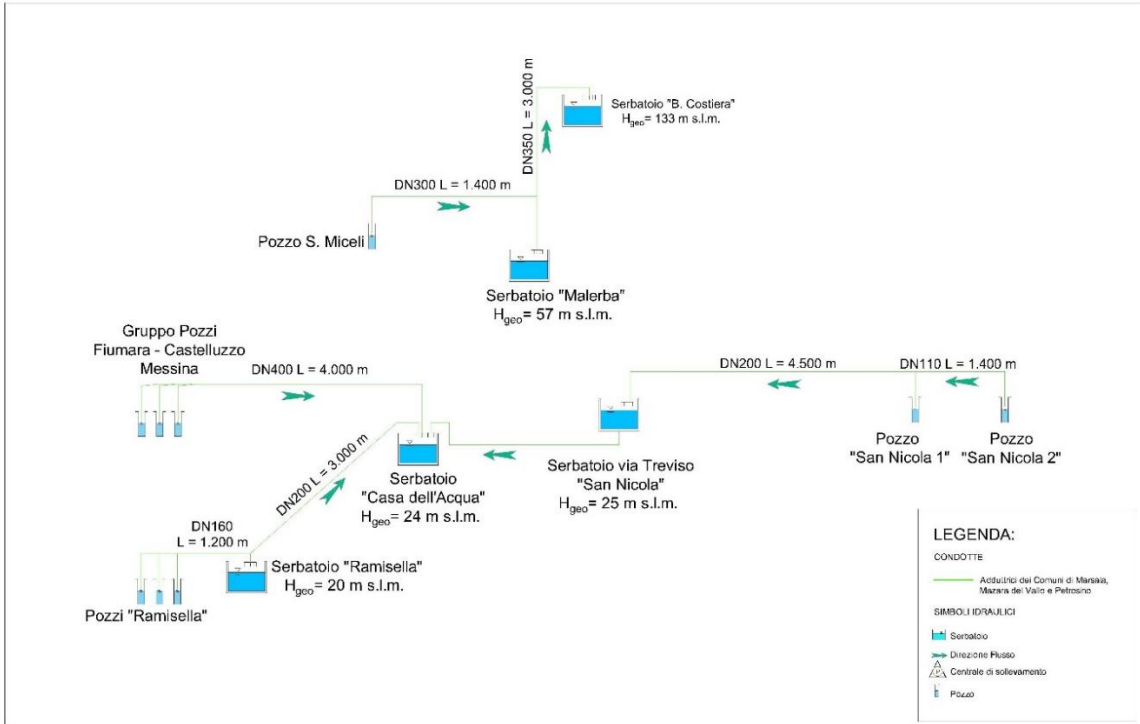 DN350 L = 3.000 m
Serbatoio "B. Costiera"
Hgeo= 133 m s.l.m.
DN300 L = 1.400 m
Pozzo S. Miceli
Serbatoio "Malerba"
Hgeo= 57 m s.l.m.
Gruppo Pozzi
Fiumara - Castelluzzo
Messina
DN400 L = 4.000 m
DN200 L = 4.500 m
DN110 L = 1.400 m
Pozzo
"San Nicola 1"
Pozzo
"San Nicola 2"
Serbatoio via Treviso
"San Nicola"
Hgeo= 25 m s.l.m.
Serbatoio
"Casa dell'Acqua"
Hgeo= 24 m s.l.m.
DN200 L = 3.000 m
DN160
L = 1.200 m
Serbatoio "Ramisella"
Hgeo= 20 m s.l.m.
Pozzi "Ramisella"
LEGENDA:
CONDOTTE
Adduttrici dei Comuni di Marsala,
Mazara del Vallo e Petrosino
SIMBOLI IDRAULICI
Serbatoio
Direzione Flusso
Centrale di sollevamento
Pozzo